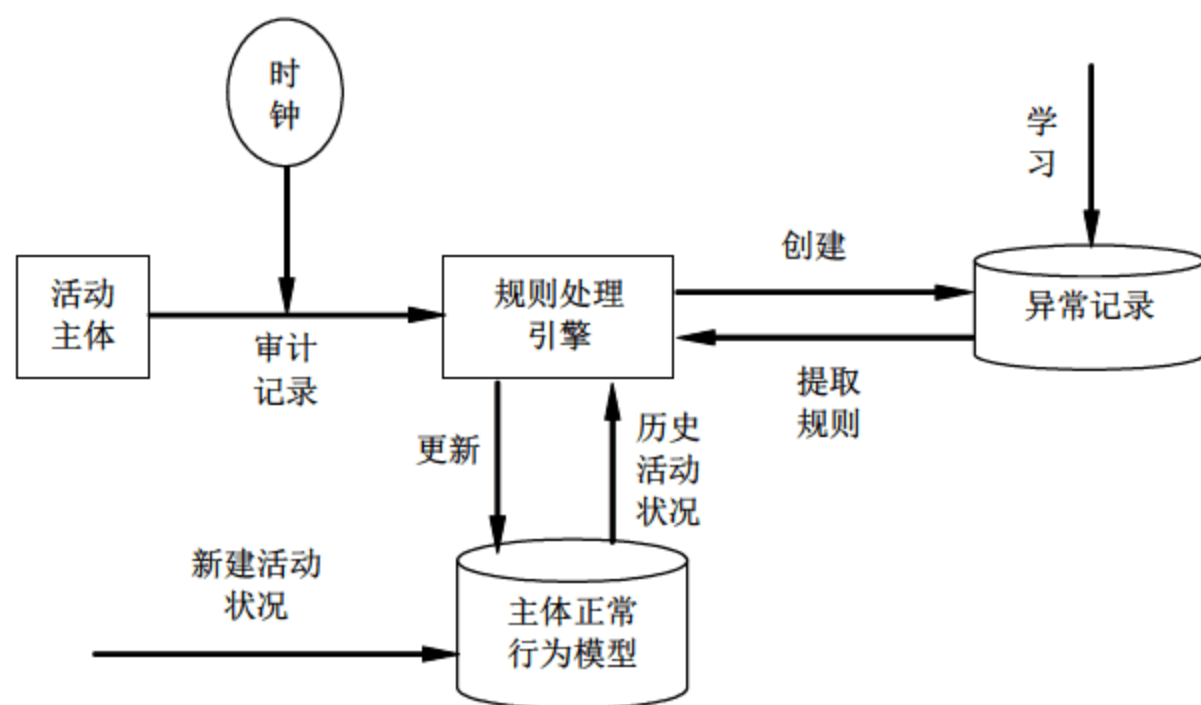 时
钟
学
习
创建
活动
主体
审计
记录
规则处理
引擎
异常记录
提取
规则
更新
历史
活动
状况
新建活动
状况
主体正常
行为模型